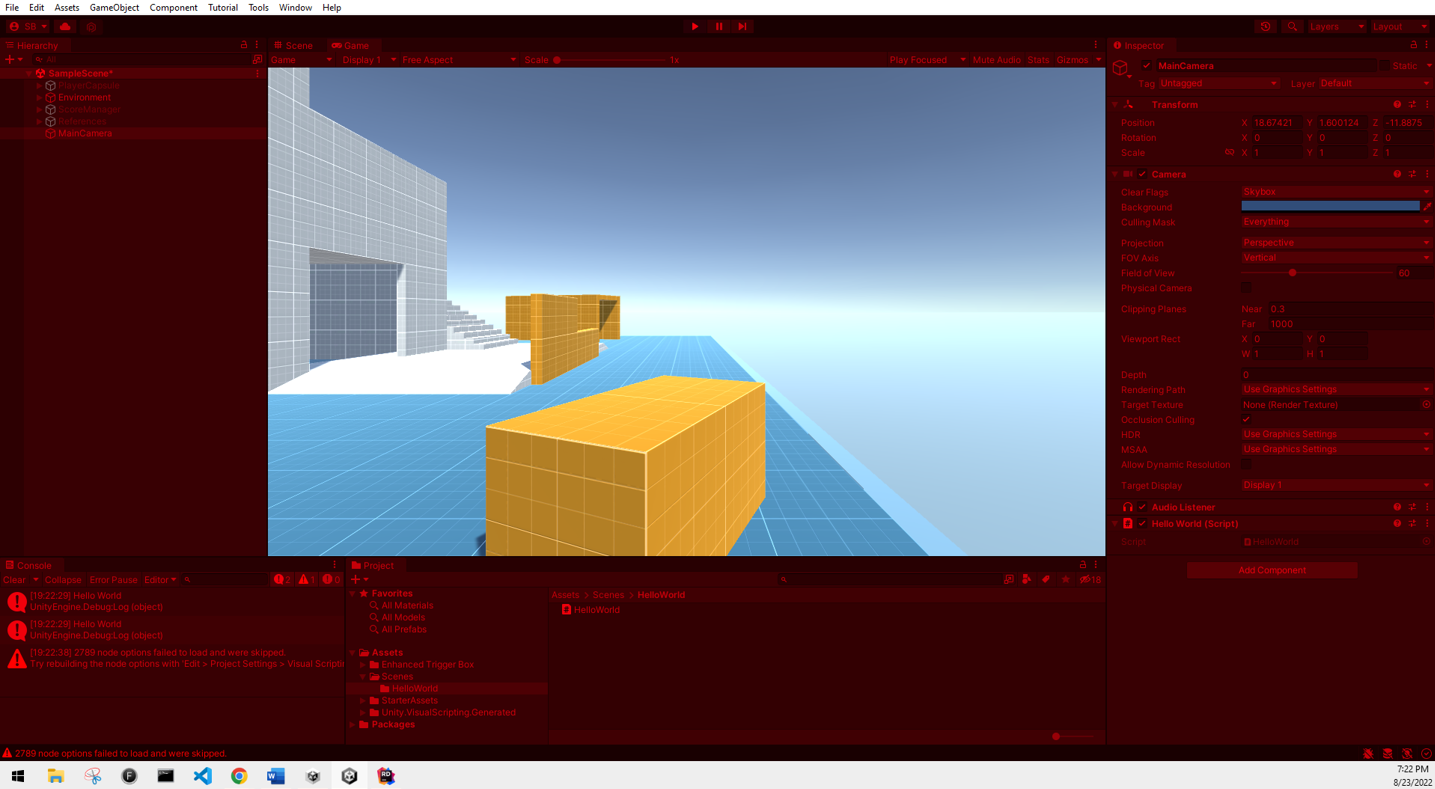 File Edit Assets GameObject Component Tutorial Tools Window Help
SB Layers Layout
Hierarchy
All
SampleScene*
PlayerCapsule
Environment
References
MainCamera
Scene Game
Game Display 1 Free Aspect Scale 1x Play Focused Mute Audio Stats Gizmos
Inspector
MainCamera Static
Tag Untagged Layer Default
Transform
Position X 18.67421 Y 1.600124 Z -11.8875
Rotation X 0 Y 0 Z 0
Scale X 1 Y 1 Z 1
Camera
Clear Flags Skybox
Background
Culling Mask Everything
Projection Perspective
FOV Axis Vertical
Field of View 60
Physical Camera
Clipping Planes Near 0.3
Far 1000
Viewport Rect X 0 Y 0
W 1 H 1
Depth 0
Rendering Path Use Graphics Settings
Target Texture None (Render Texture)
Occlusion Culling
HDR Use Graphics Settings
MSAA Use Graphics Settings
Allow Dynamic Resolution
Target Display Display 1
Audio Listener
Hello World (Script)
Script HelloWorld
Add Component
Console
Clear Collapse Error Pause Editor 2 1 0
[19:22:29] Hello World
UnityEngine.Debug:Log (object)
[19:22:29] Hello World
UnityEngine.Debug:Log (object)
[19:22:38] 2789 node options failed to load and were skipped.
Try rebuilding the node options with 'Edit > Project Settings > Visual Scripti
Project
18
Favorites
All Materials
All Models
All Prefabs
Assets
Enhanced Trigger Box
Scenes
HelloWorld
StarterAssets
Unity.VisualScripting.Generated
Packages
Assets > Scenes > HelloWorld
HelloWorld
2789 node options failed to load and were skipped.
7:22 PM
8/23/2022